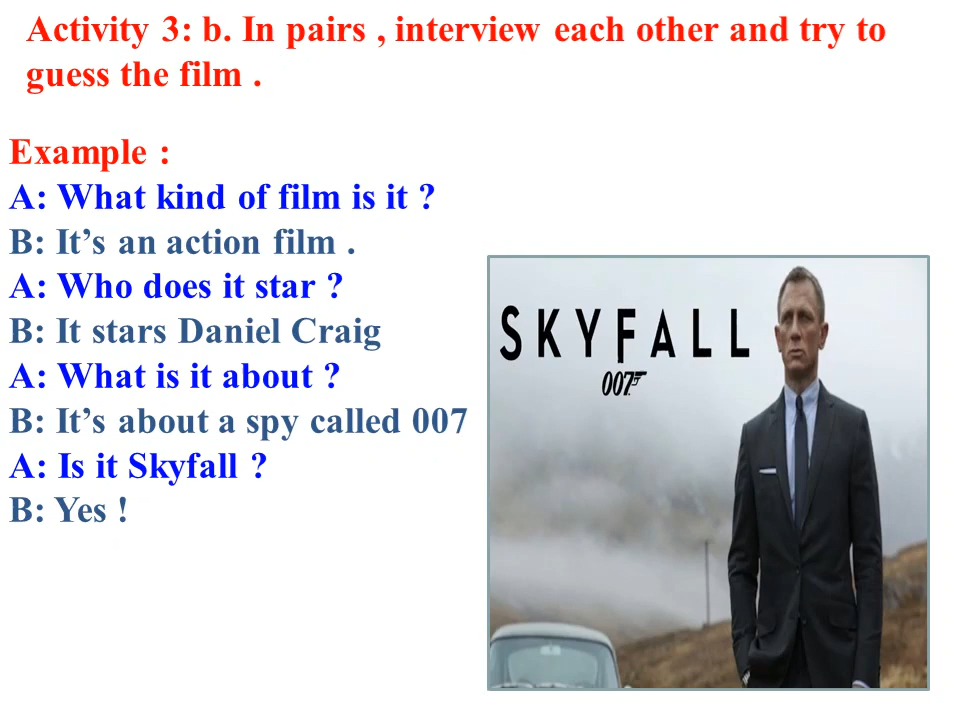 Activity 3: b. In pairs , interview each other and try to
guess the film .
Example :
A: What kind of film is it ?
B: It’s an action film .
A: Who does it star ?
B: It stars Daniel Craig
A: What is it about ?
B: It’s about a spy called 007
A: Is it Skyfall ?
B: Yes !
SKYFALL
007